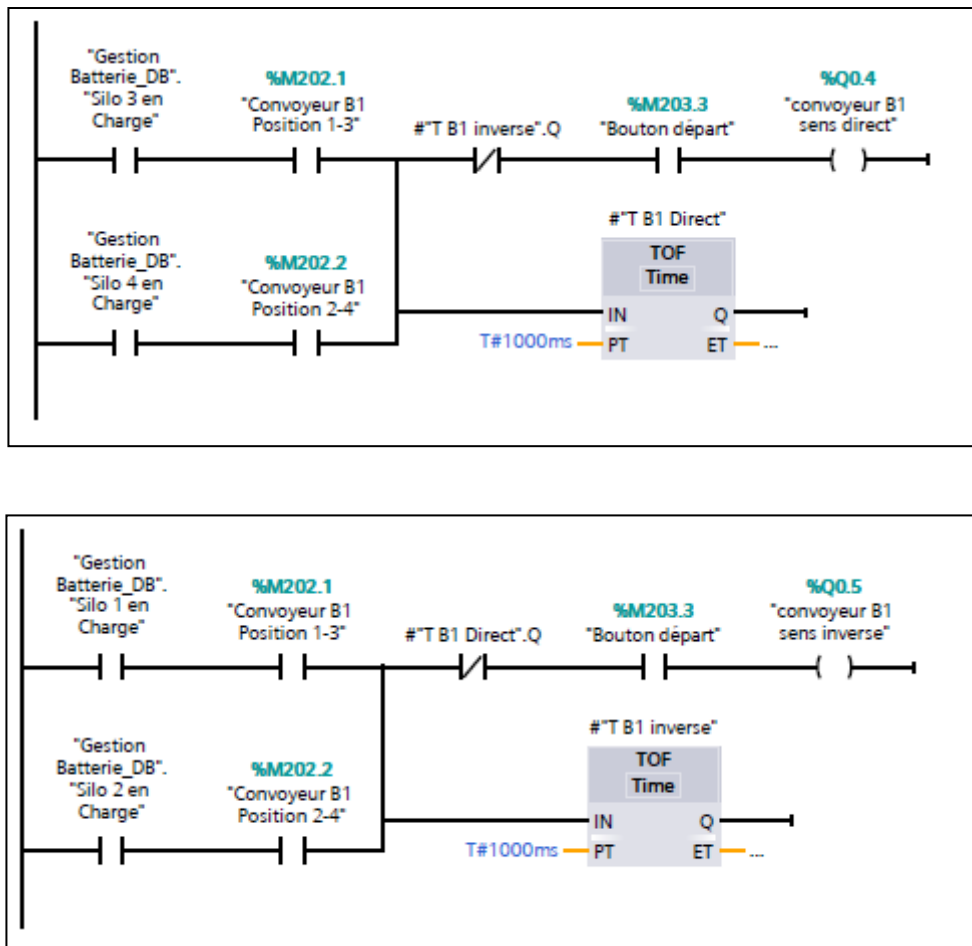 "Gestion
Batterie_DB".
"Silo 3 en
Charge"
%M202.1
"Convoyeur B1
Position 1-3"
#"T B1 inverse".Q
%M203.3
"Bouton départ"
%Q0.4
"convoyeur B1
sens direct"
"Gestion
Batterie_DB".
"Silo 4 en
Charge"
%M202.2
"Convoyeur B1
Position 2-4"
#"T B1 Direct"
TOF
Time
IN Q
T#1000ms PT ET ...
"Gestion
Batterie_DB".
"Silo 1 en
Charge"
%M202.1
"Convoyeur B1
Position 1-3"
#"T B1 Direct".Q
%M203.3
"Bouton départ"
%Q0.5
"convoyeur B1
sens inverse"
"Gestion
Batterie_DB".
"Silo 2 en
Charge"
%M202.2
"Convoyeur B1
Position 2-4"
#"T B1 inverse"
TOF
Time
IN Q
T#1000ms PT ET ...